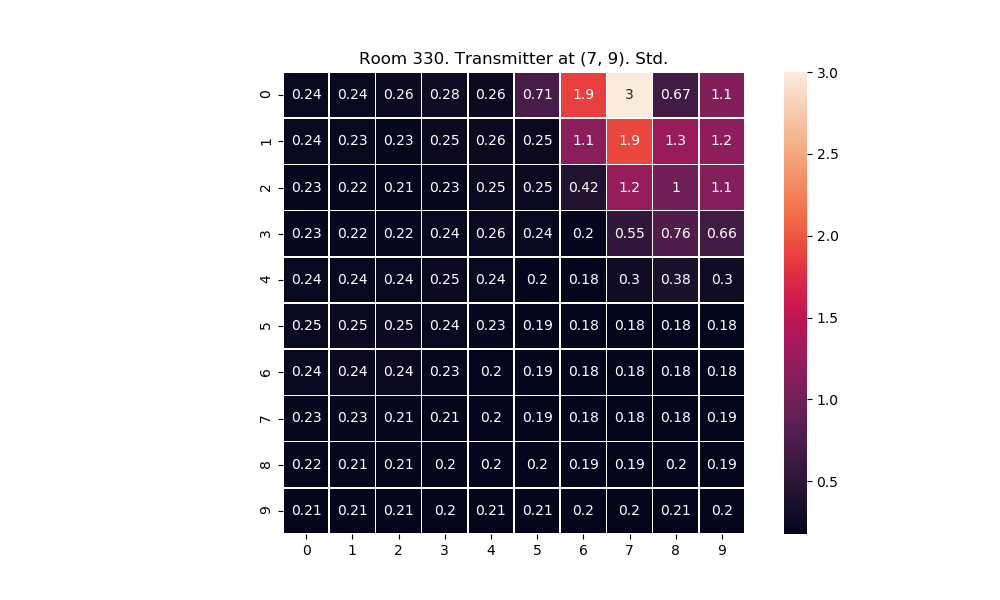 Room 330. Transmitter at (7, 9). Std.
0 0.24 0.24 0.26 0.28 0.26 0.71 1.9 3 0.67 1.1
1 0.24 0.23 0.23 0.25 0.26 0.25 1.1 1.9 1.3 1.2
2 0.23 0.22 0.21 0.23 0.25 0.25 0.42 1.2 1 1.1
3 0.23 0.22 0.22 0.24 0.26 0.24 0.2 0.55 0.76 0.66
4 0.24 0.24 0.24 0.25 0.24 0.2 0.18 0.3 0.38 0.3
5 0.25 0.25 0.25 0.24 0.23 0.19 0.18 0.18 0.18 0.18
6 0.24 0.24 0.24 0.23 0.2 0.19 0.18 0.18 0.18 0.18
7 0.23 0.23 0.21 0.21 0.2 0.19 0.18 0.18 0.18 0.19
8 0.22 0.21 0.21 0.2 0.2 0.2 0.19 0.19 0.2 0.19
9 0.21 0.21 0.21 0.2 0.21 0.21 0.2 0.2 0.21 0.2
0 1 2 3 4 5 6 7 8 9
3.0
2.5
2.0
1.5
1.0
0.5